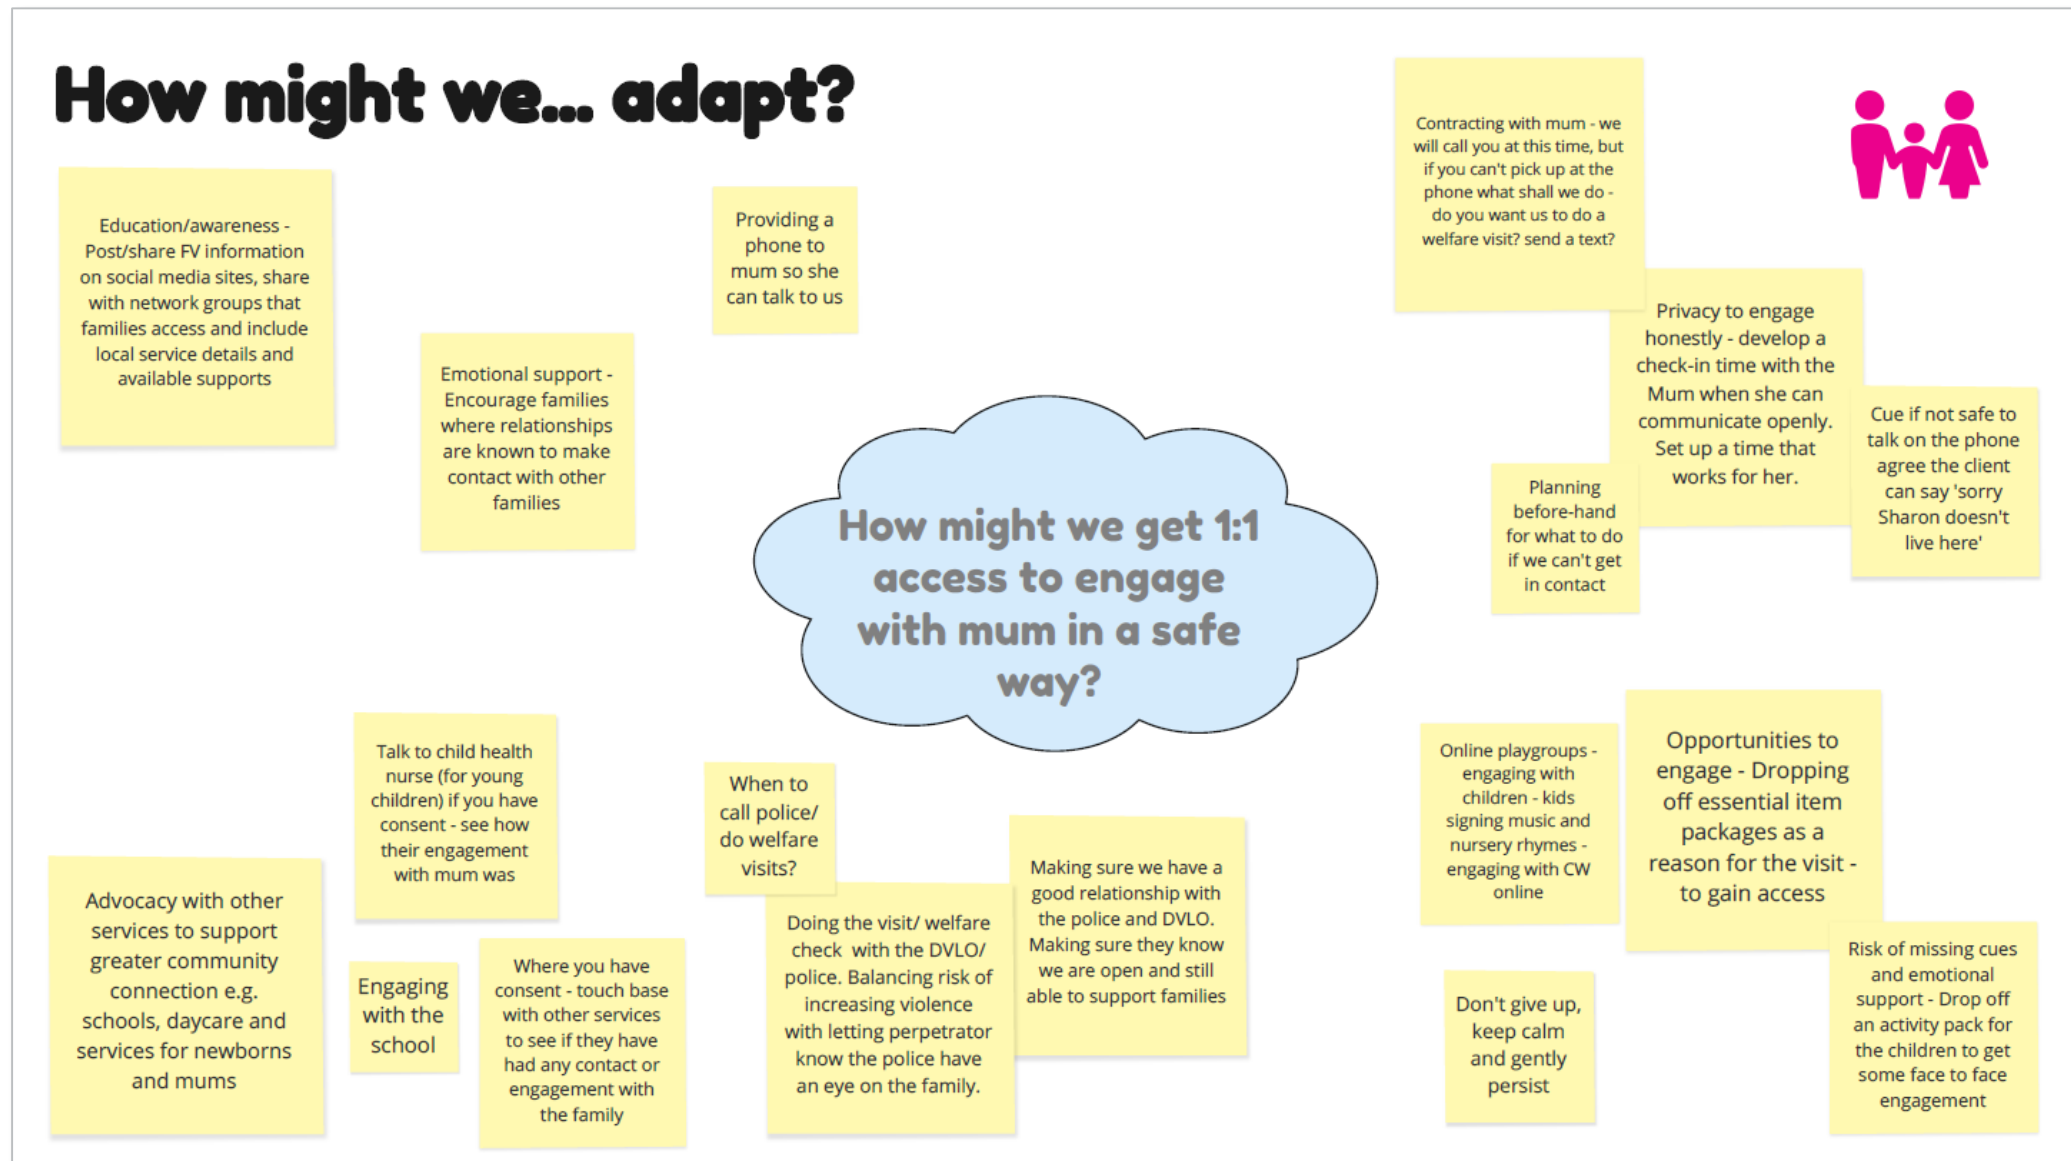 How might we... adapt?
Education/awareness -
Post/share FV information
on social media sites, share
with network groups that
families access and include
local service details and
available supports
Emotional support -
Encourage families
where relationships
are known to make
contact with other
families
Providing a
phone to
mum so she
can talk to us
Contracting with mum - we
will call you at this time, but
if you can't pick up at the
phone what shall we do -
do you want us to do a
welfare visit? send a text?
Privacy to engage
honestly - develop a
check-in time with the
Mum when she can
communicate openly.
Set up a time that
works for her.
Cue if not safe to
talk on the phone
agree the client
can say 'sorry
Sharon doesn't
live here'
Planning
before-hand
for what to do
if we can't get
in contact
How might we get 1:1
access to engage
with mum in a safe
way?
Talk to child health
nurse (for young
children) if you have
consent - see how
their engagement
with mum was
Advocacy with other
services to support
greater community
connection e.g.
schools, daycare and
services for newborns
and mums
Engaging
with the
school
Where you have
consent - touch base
with other services
to see if they have
had any contact or
engagement with
the family
When to
call police/
do welfare
visits?
Doing the visit/ welfare
check with the DVLO/
police. Balancing risk of
increasing violence
with letting perpetrator
know the police have
an eye on the family.
Making sure we have a
good relationship with
the police and DVLO.
Making sure they know
we are open and still
able to support families
Online playgroups -
engaging with
children - kids
signing music and
nursery rhymes -
engaging with CW
online
Opportunities to
engage - Dropping
off essential item
packages as a
reason for the visit -
to gain access
Don't give up,
keep calm
and gently
persist
Risk of missing cues
and emotional
support - Drop off
an activity pack for
the children to get
some face to face
engagement